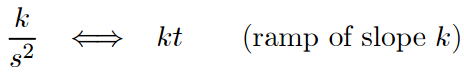 k/s² ⟺ kt (ramp of slope k)